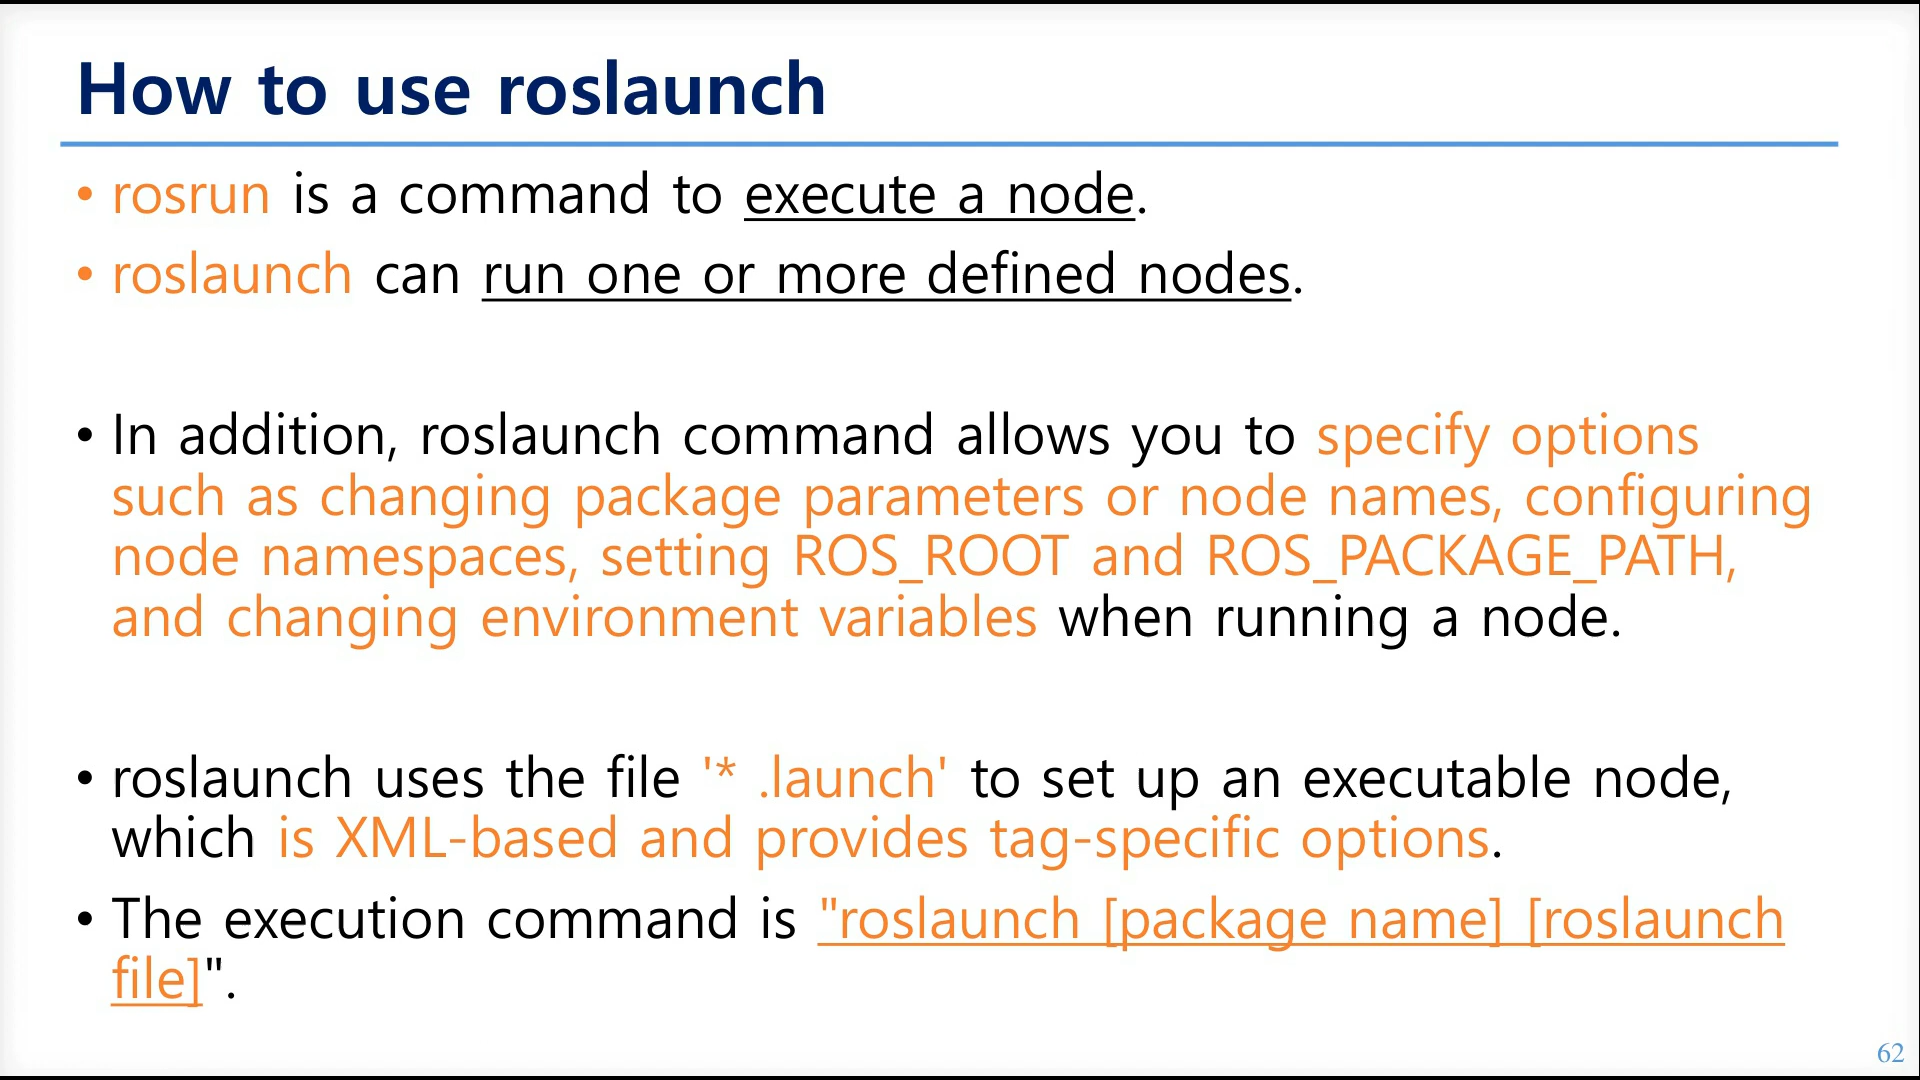 How to use roslaunch
• rosrun is a command to execute a node.
• roslaunch can run one or more defined nodes.
• In addition, roslaunch command allows you to specify options
such as changing package parameters or node names, configuring
node namespaces, setting ROS_ROOT and ROS_PACKAGE_PATH,
and changing environment variables when running a node.
• roslaunch uses the file '* .launch' to set up an executable node,
which is XML-based and provides tag-specific options.
• The execution command is "roslaunch [package name] [roslaunch
file]".
62